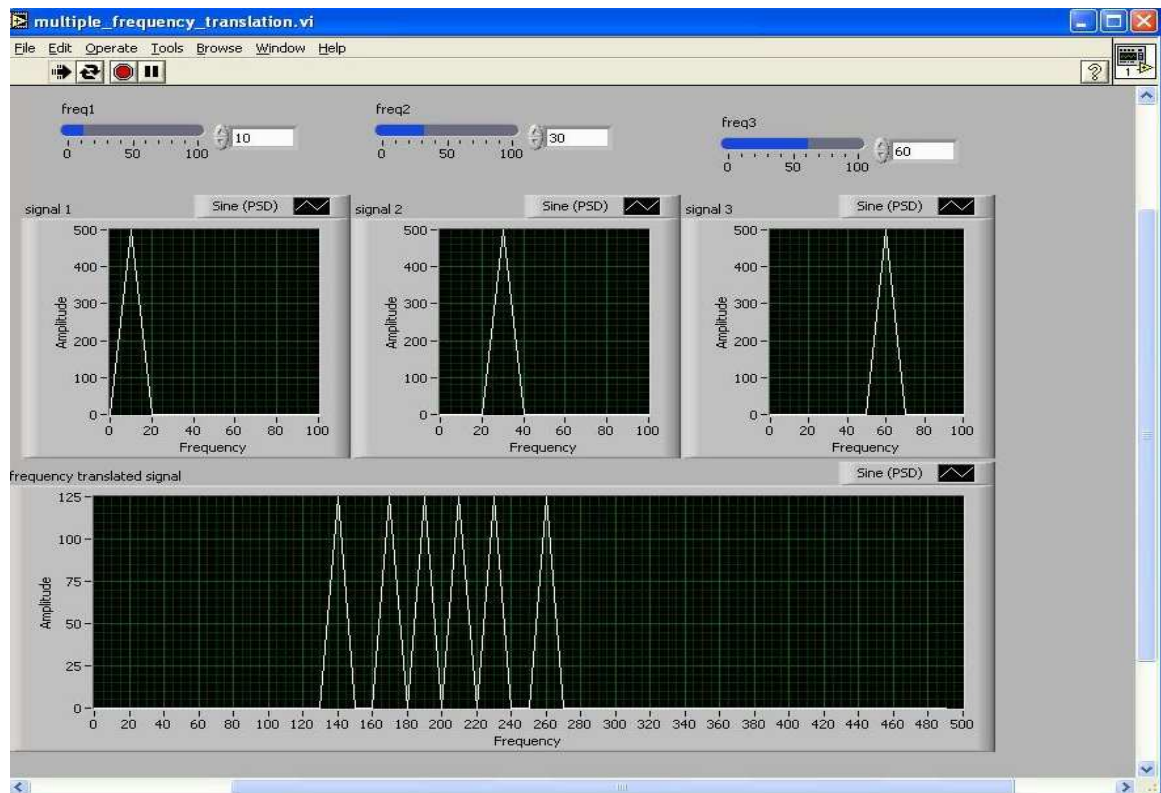 multiple_frequency_translation.vi
File Edit Operate Tools Browse Window Help
?
1
freq1
0 50 100
10
freq2
0 50 100
30
freq3
0 50 100
60
signal 1
Sine (PSD)
500
400
300
200
100
0
Amplitude
0 20 40 60 80 100
Frequency
signal 2
Sine (PSD)
500
400
300
200
100
0
Amplitude
0 20 40 60 80 100
Frequency
signal 3
Sine (PSD)
500
400
300
200
100
0
Amplitude
0 20 40 60 80 100
Frequency
frequency translated signal
Sine (PSD)
125
100
75
50
25
0
Amplitude
0 20 40 60 80 100 120 140 160 180 200 220 240 260 280 300 320 340 360 380 400 420 440 460 480 500
Frequency